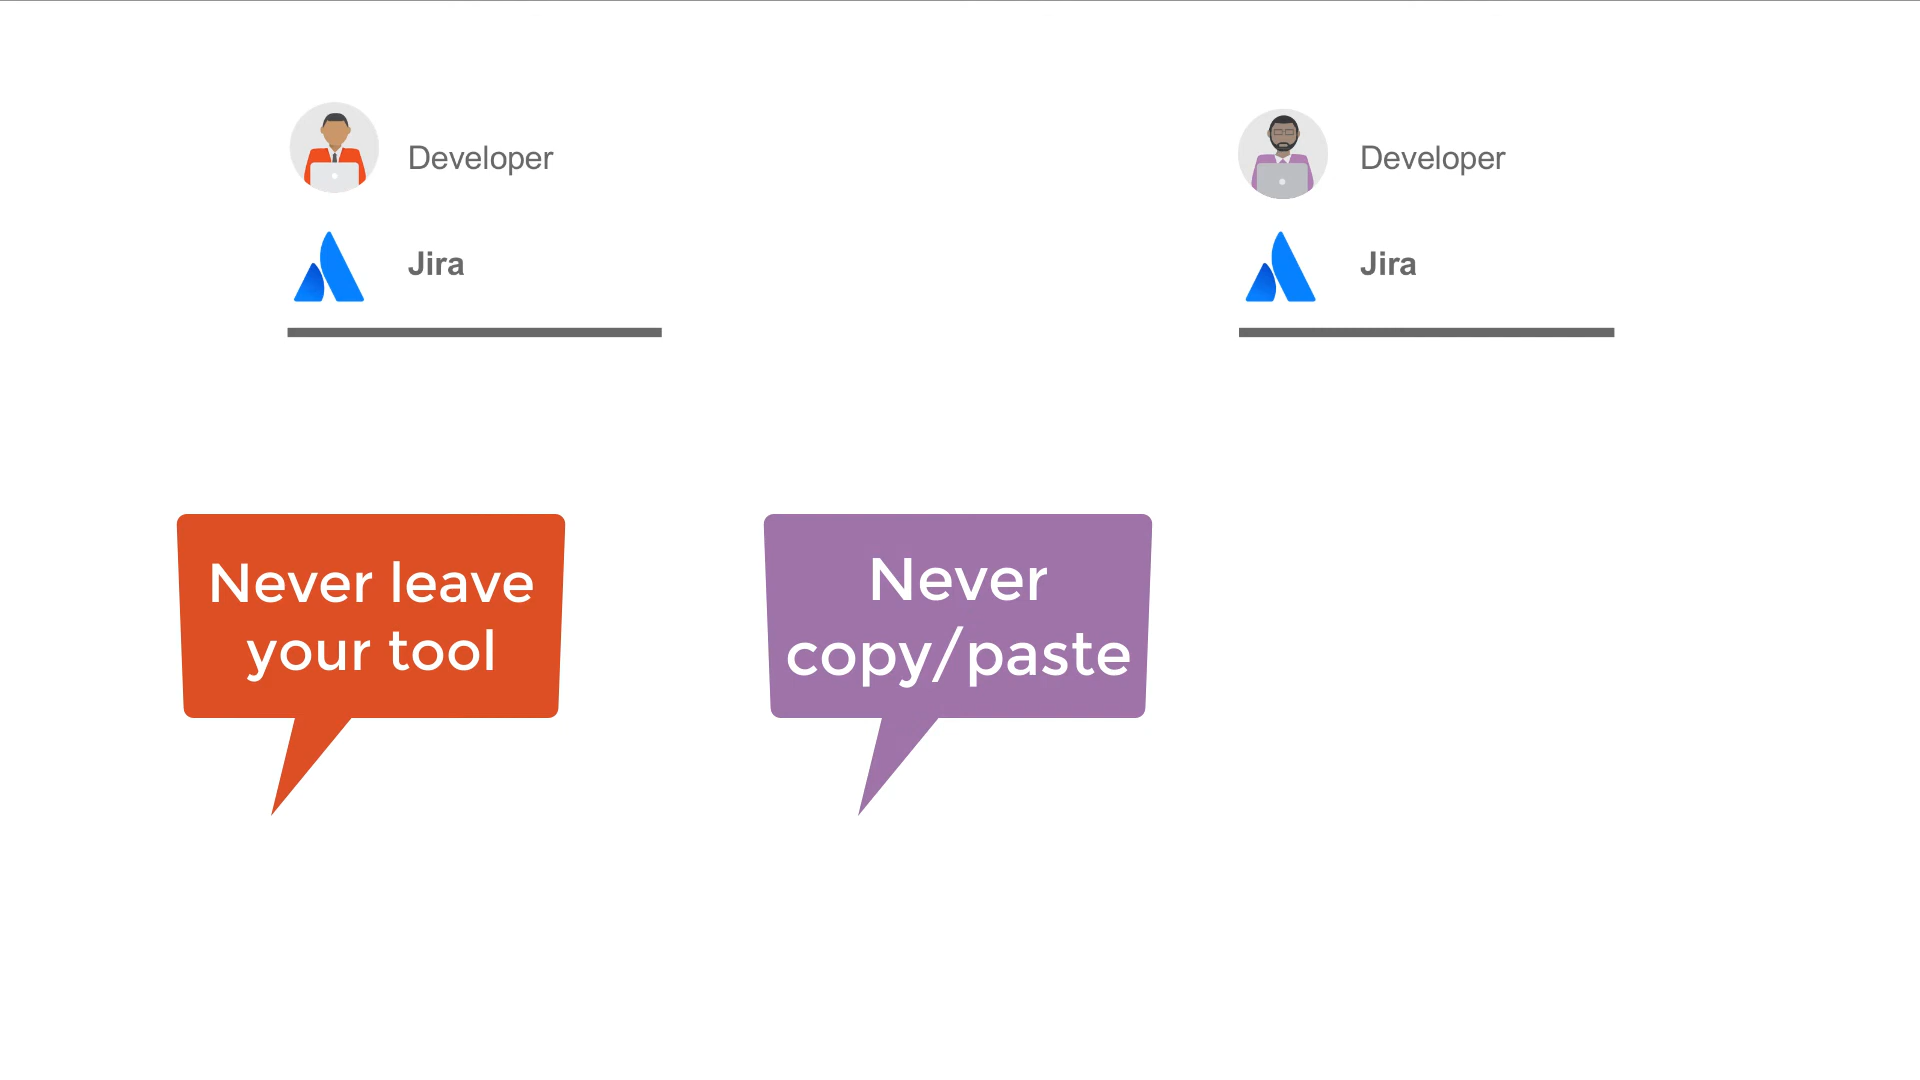 Developer
Jira
Developer
Jira
Never leave
your tool
Never
copy/paste